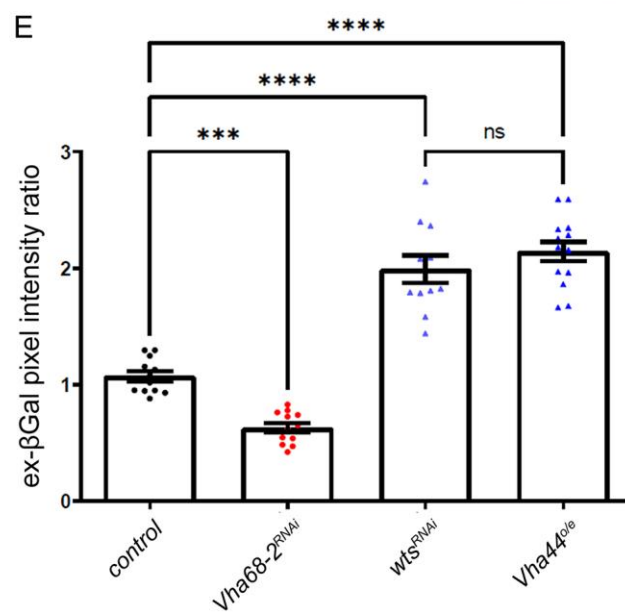 E
****
****
***
ns
3
2
1
0
ex-βGal pixel intensity ratio
control
Vha68-2RNAi
wtsRNAi
Vha44o/e